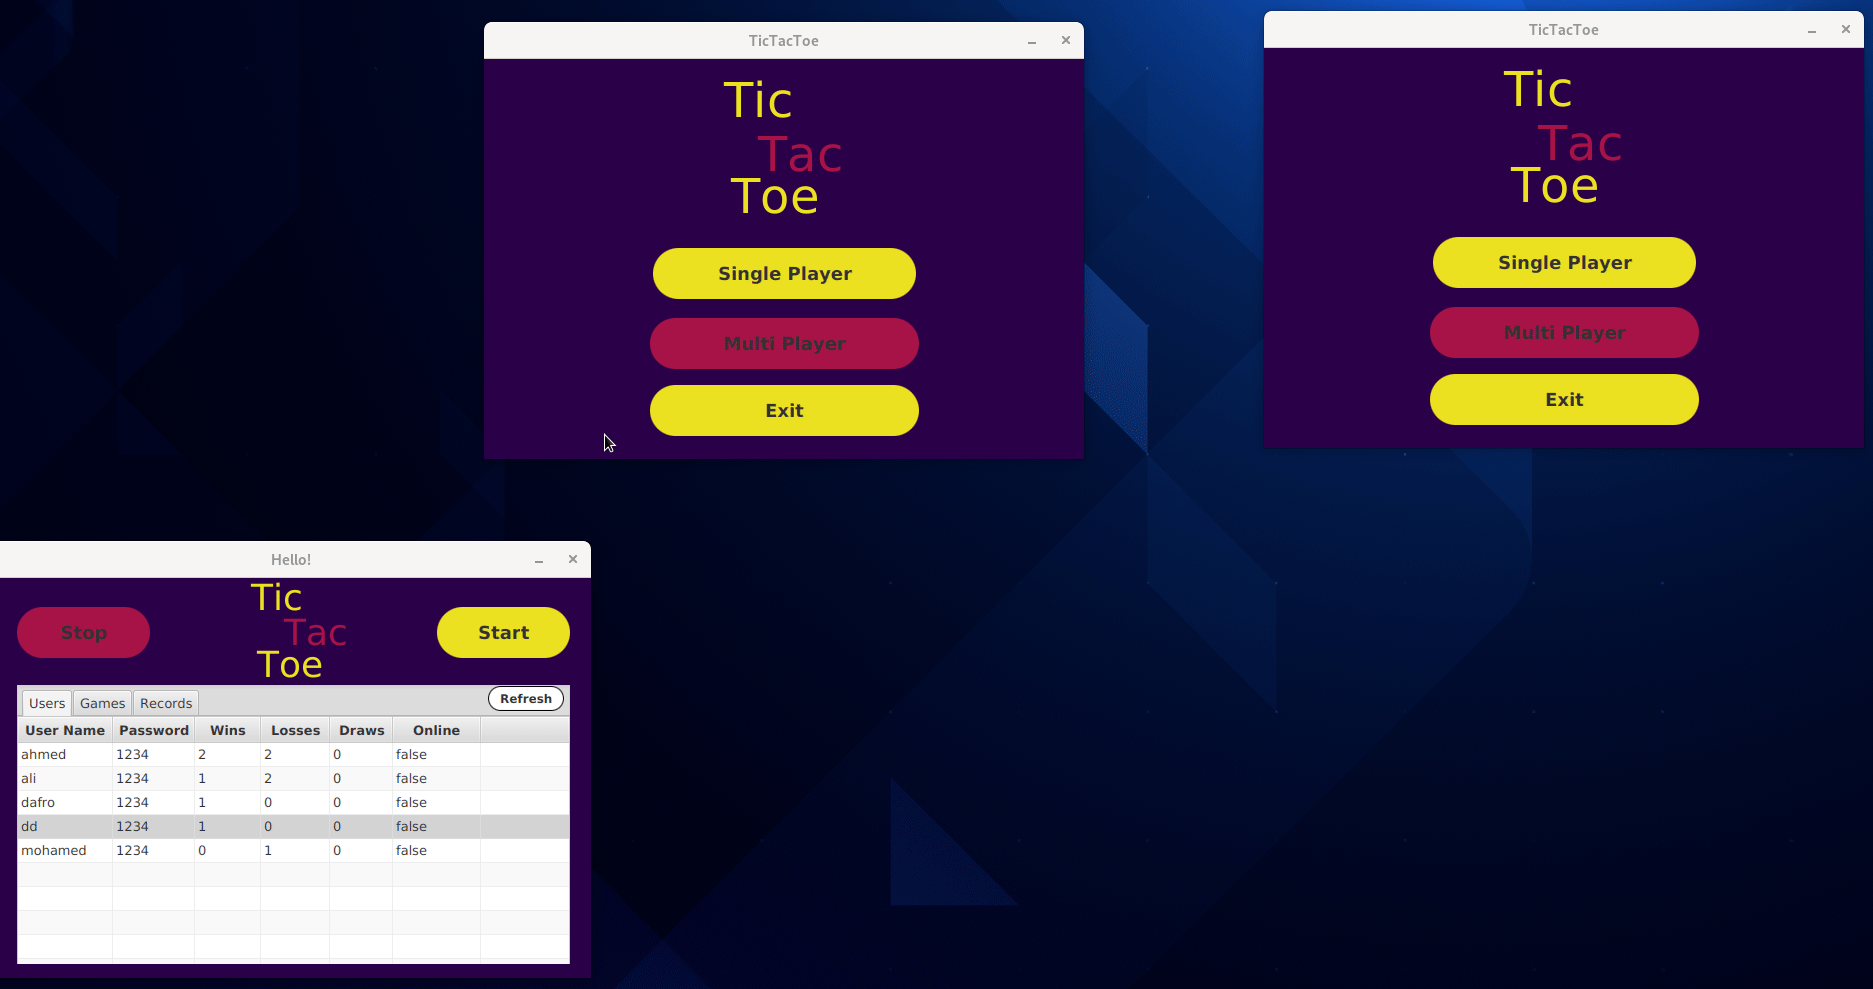 TicTacToe
Tic
Tac
Toe
Single Player
Multi Player
Exit
TicTacToe
Tic
Tac
Toe
Single Player
Multi Player
Exit
Hello!
Tic
Tac
Toe
Stop
Start
Users Games Records Refresh
User Name Password Wins Losses Draws Online
ahmed 1234 2 2 0 false
ali 1234 1 2 0 false
dafro 1234 1 0 0 false
dd 1234 1 0 0 false
mohamed 1234 0 1 0 false